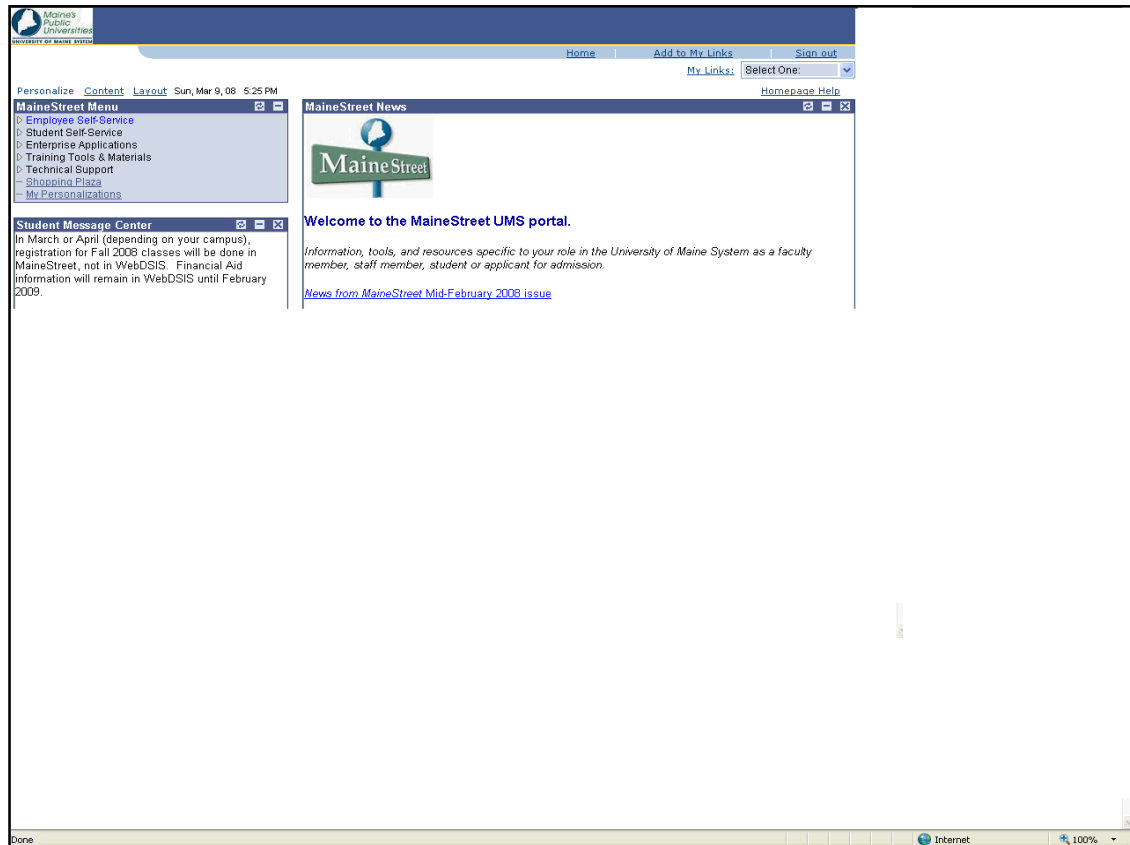 Maine's
Public
Universities
UNIVERSITY OF MAINE SYSTEM
Home Add to My Links Sign out
My Links: Select One:
Personalize Content Layout Sun, Mar 9, 08 5:25 PM Homepage Help
MaineStreet Menu
Employee Self-Service
Student Self-Service
Enterprise Applications
Training Tools & Materials
Technical Support
Shopping Plaza
My Personalizations
Student Message Center
In March or April (depending on your campus),
registration for Fall 2008 classes will be done in
MaineStreet, not in WebDSIS. Financial Aid
information will remain in WebDSIS until February
2009.
MaineStreet News
Maine Street
Welcome to the MaineStreet UMS portal.
Information, tools, and resources specific to your role in the University of Maine System as a faculty
member, staff member, student or applicant for admission.
News from MaineStreet Mid-February 2008 issue
Done Internet 100%